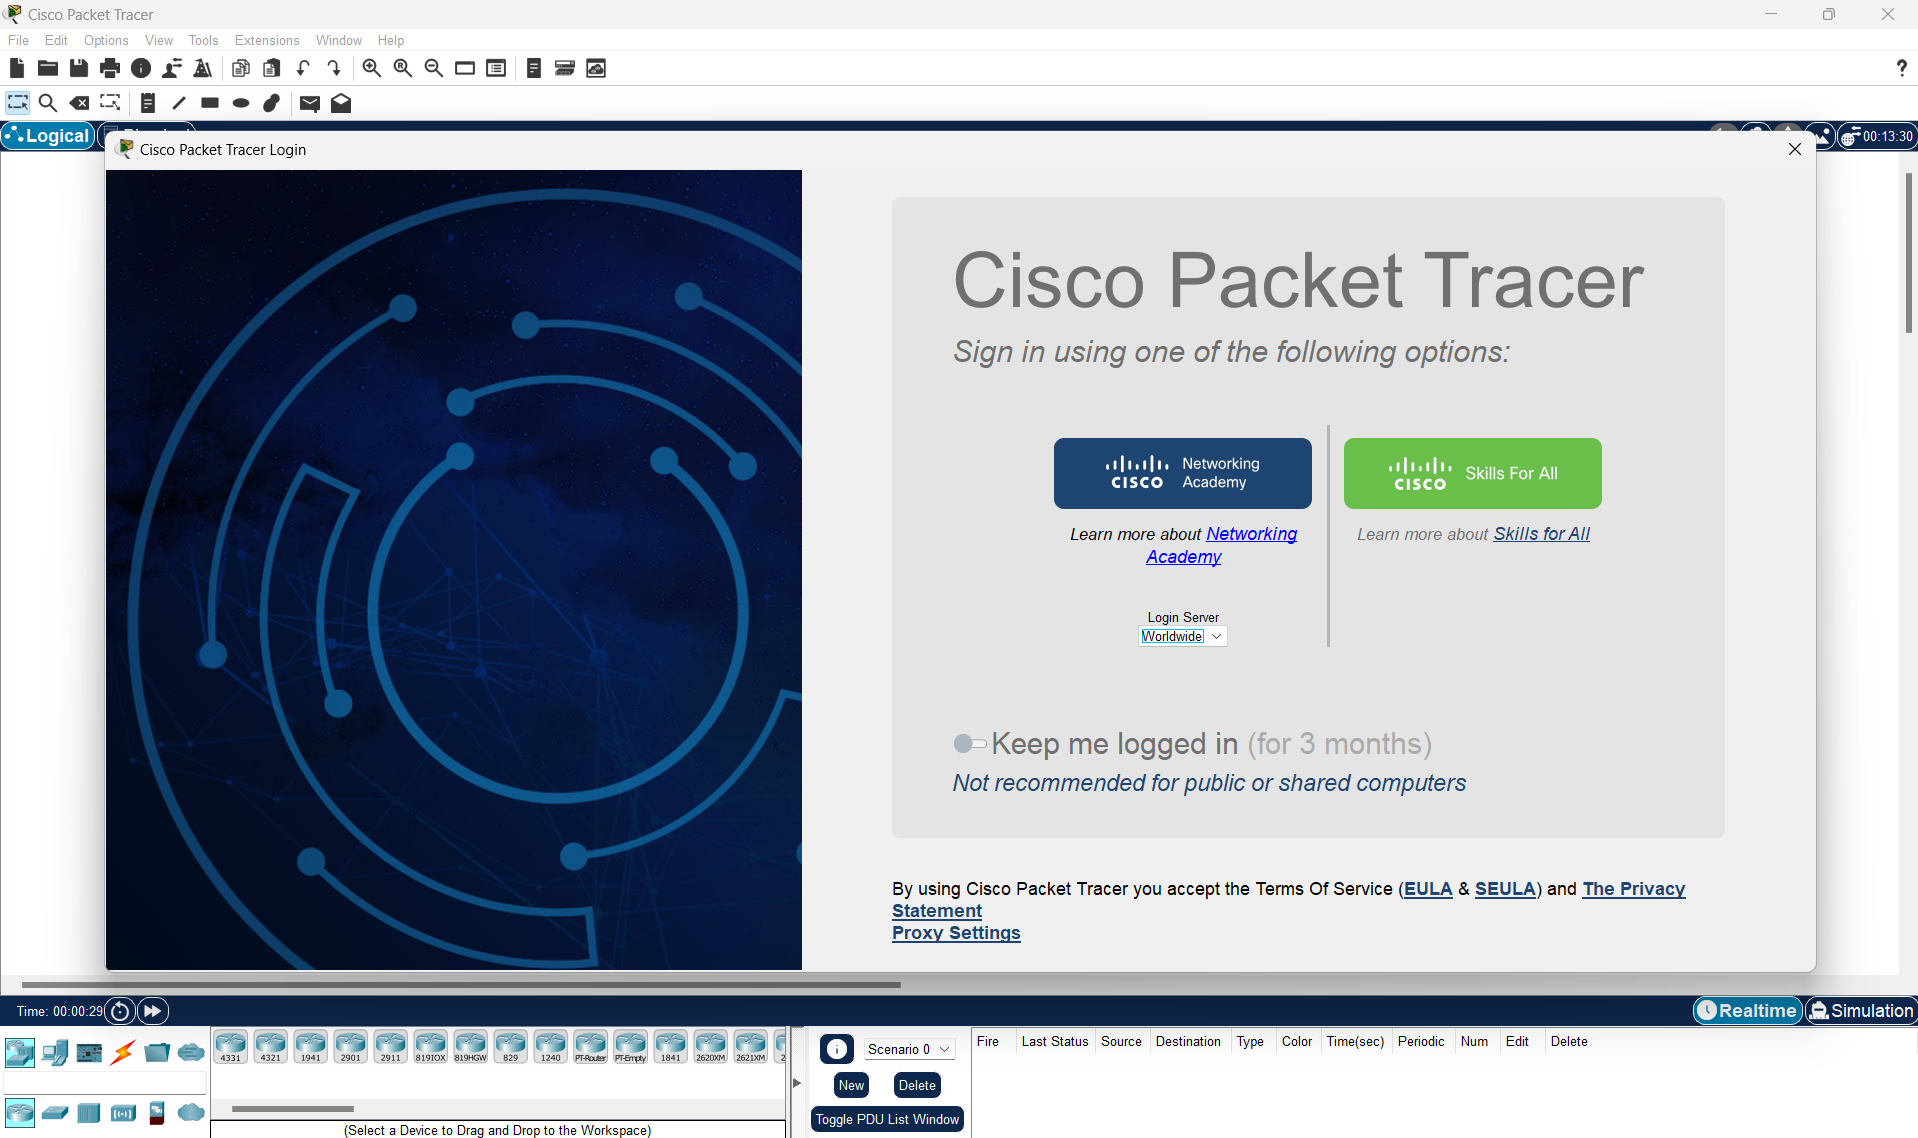 Cisco Packet Tracer
File Edit Options View Tools Extensions Window Help
Logical
00:13:30
Cisco Packet Tracer Login
Cisco Packet Tracer
Sign in using one of the following options:
CISCO Networking Academy
CISCO Skills For All
Learn more about Networking Academy
Learn more about Skills for All
Login Server
Worldwide
Keep me logged in (for 3 months)
Not recommended for public or shared computers
By using Cisco Packet Tracer you accept the Terms Of Service (EULA & SEULA) and The Privacy
Statement
Proxy Settings
Time: 00:00:29
Realtime Simulation
4331 4321 1941 2901 2911 819IOX 819HGW 829 1240 PT-Router PT-Empty 1841 2620XM 2621XM 2
Scenario 0
New Delete
Toggle PDU List Window
Fire Last Status Source Destination Type Color Time(sec) Periodic Num Edit Delete
(Select a Device to Drag and Drop to the Workspace)